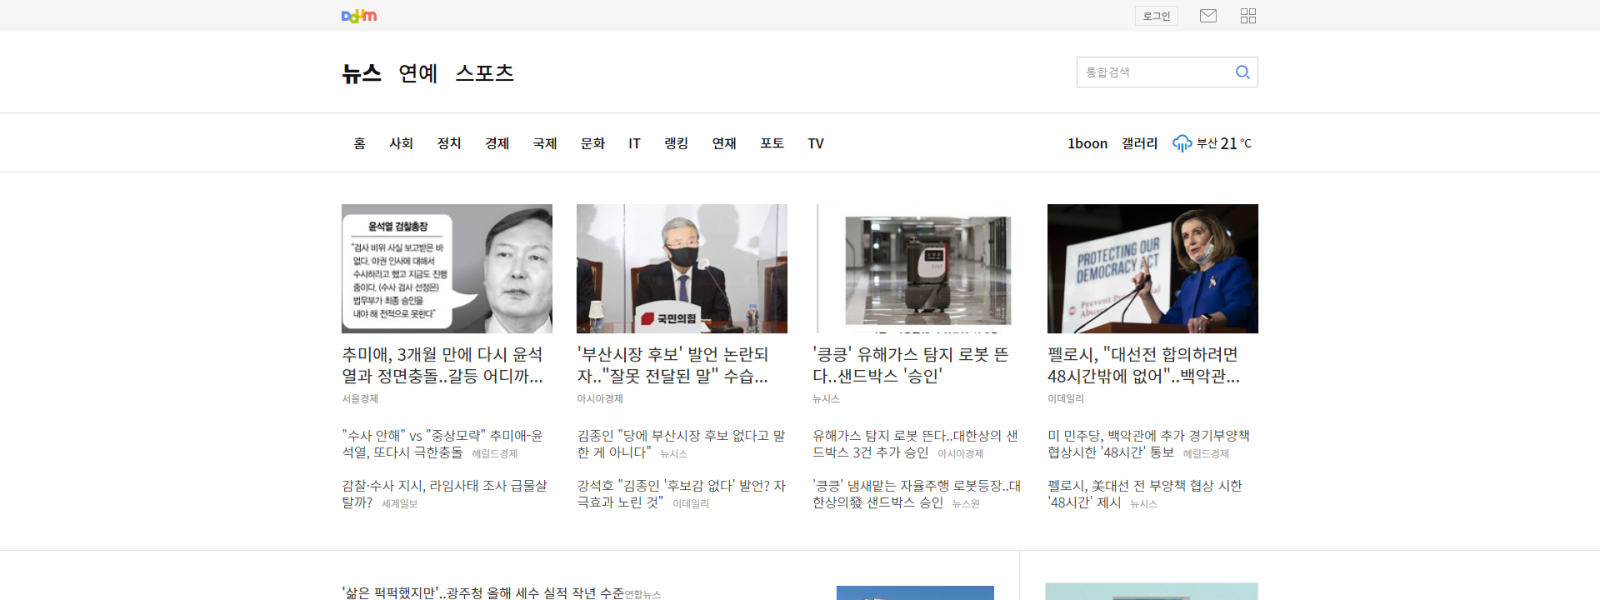 Daum
로그인
뉴스 연예 스포츠
통합검색
홈 사회 정치 경제 국제 문화 IT 랭킹 연재 포토 TV
1boon 갤러리 부산 21 ℃
윤석열 검찰총장
"검사 비위 사실 보고받은 바
없다. 야권 인사에 대해서
수사하라고 했고 지금도 진행
중이다. (수사 검사 선정은)
법무부가 최종 승인을
내야 해 전적으로 못한다"
추미애, 3개월 만에 다시 윤석
열과 정면충돌..갈등 어디까...
서울경제
"수사 안해" vs "중상모략" 추미애-윤
석열, 또다시 극한충돌 헤럴드경제
감찰·수사 지시, 라임사태 조사 급물살
탈까? 세계일보
국민의힘
'부산시장 후보' 발언 논란되
자.."잘못 전달된 말" 수습...
아시아경제
김종인 "당에 부산시장 후보 없다고 말
한 게 아니다" 뉴시스
강석호 "김종인 '후보감 없다' 발언? 자
극효과 노린 것" 이데일리
'킁킁' 유해가스 탐지 로봇 뜬
다..샌드박스 '승인'
뉴시스
유해가스 탐지 로봇 뜬다..대한상의 샌
드박스 3건 추가 승인 아시아경제
'킁킁' 냄새맡는 자율주행 로봇등장..대
한상의發 샌드박스 승인 뉴스원
PROTECTING OUR
DEMOCRACY ACT
펠로시, "대선전 합의하려면
48시간밖에 없어"..백악관...
이데일리
미 민주당, 백악관에 추가 경기부양책
협상시한 '48시간' 통보 헤럴드경제
펠로시, 美대선 전 부양책 협상 시한
'48시간' 제시 뉴시스
'삶은 퍽퍽했지만'..광주청 올해 세수 실적 작년 수준연합뉴스